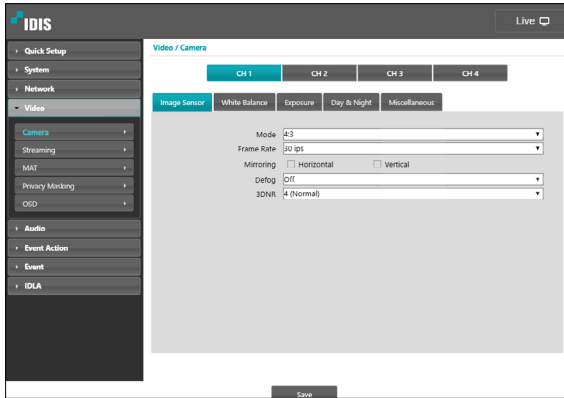 IDIS
Live
Quick Setup
System
Network
Video
Camera
Streaming
MAT
Privacy Masking
OSD
Audio
Event Action
Event
IDLA
Video / Camera
CH 1 CH 2 CH 3 CH 4
Image Sensor White Balance Exposure Day & Night Miscellaneous
Mode 4:3
Frame Rate 30 ips
Mirroring Horizontal Vertical
Defog Off
3DNR 4 (Normal)
Save